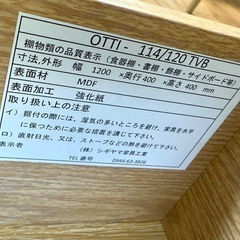 OTTI - 114/120 TVB
棚物類の品質表示(食器棚・書棚・飾棚・サイドボード等)
寸法,外形 幅 1200 ×奥行 400 ×高さ 400 mm
表面材 MDF
表面加工 強化紙
取り扱い上の注意
イ)据付の際には、湿気の多いところを避け、家具を水平
に保つために必要な措置を講じて下さい。
ロ)直射日光、又は、ストーブなどの熱を避けて下さい。
表示者 (株)シギヤマ家具工業
TEL番号 0944-63-3926